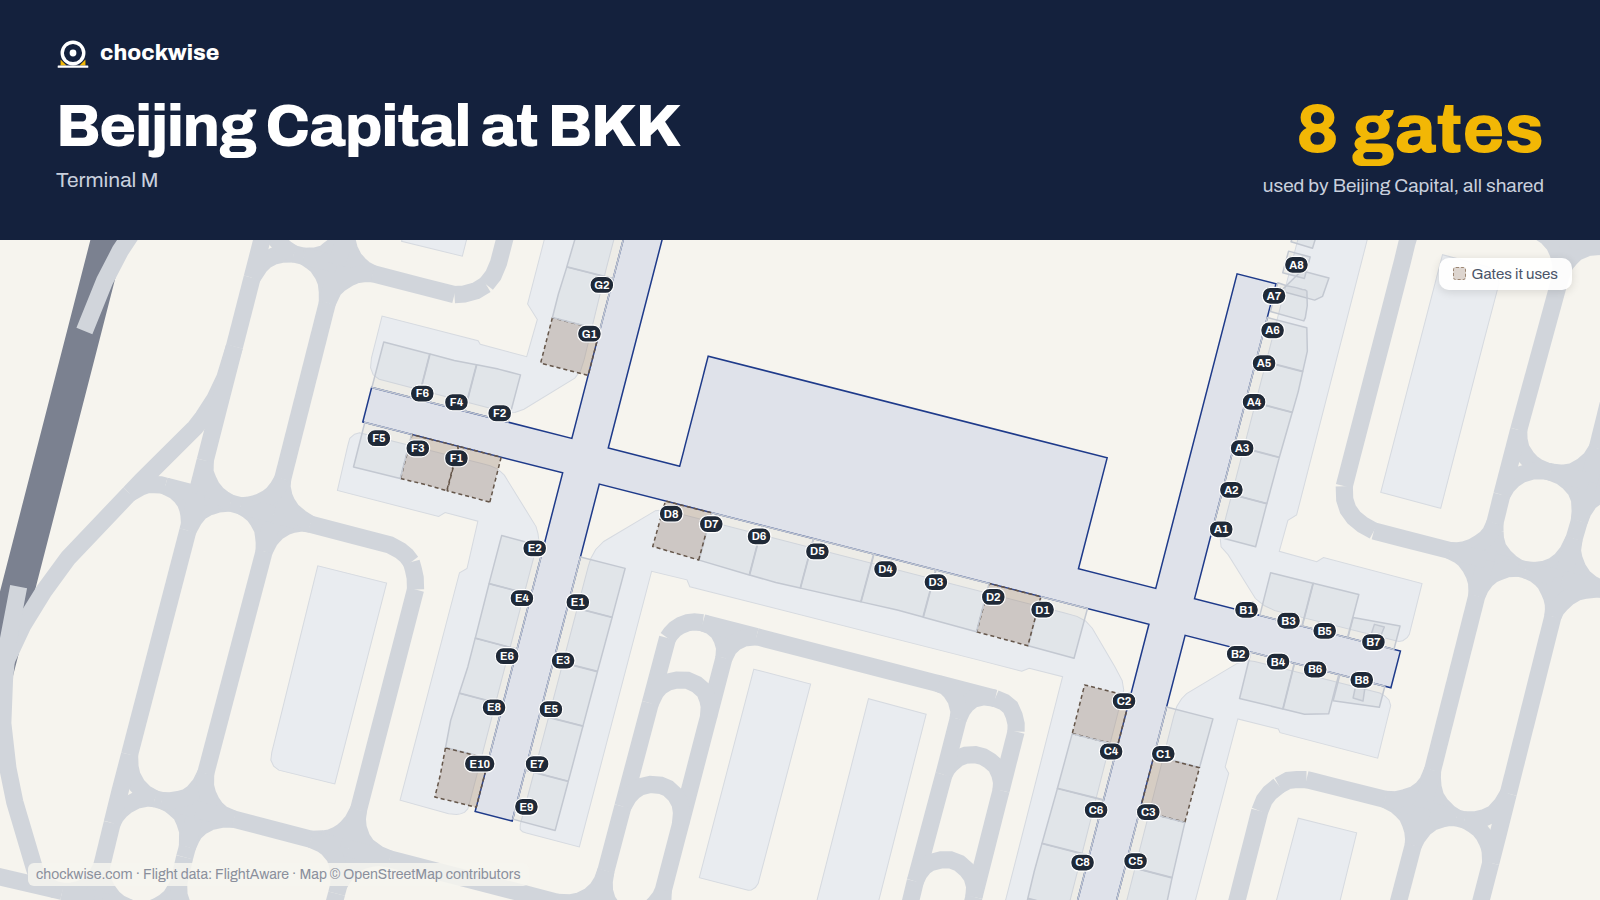 chockwise
Beijing Capital at BKK
Terminal M
8 gates
used by Beijing Capital, all shared
Gates it uses
A8
A7
A6
A5
A4
A3
A2
A1
G2
G1
F6
F4
F2
F5
F3
F1
D8
D7
D6
D5
D4
D3
D2
D1
E2
E4
E1
E6
E3
E8
E5
E10
E7
E9
B1
B3
B5
B7
B2
B4
B6
B8
C2
C4
C1
C6
C3
C8
C5
chockwise.com · Flight data: FlightAware · Map © OpenStreetMap contributors